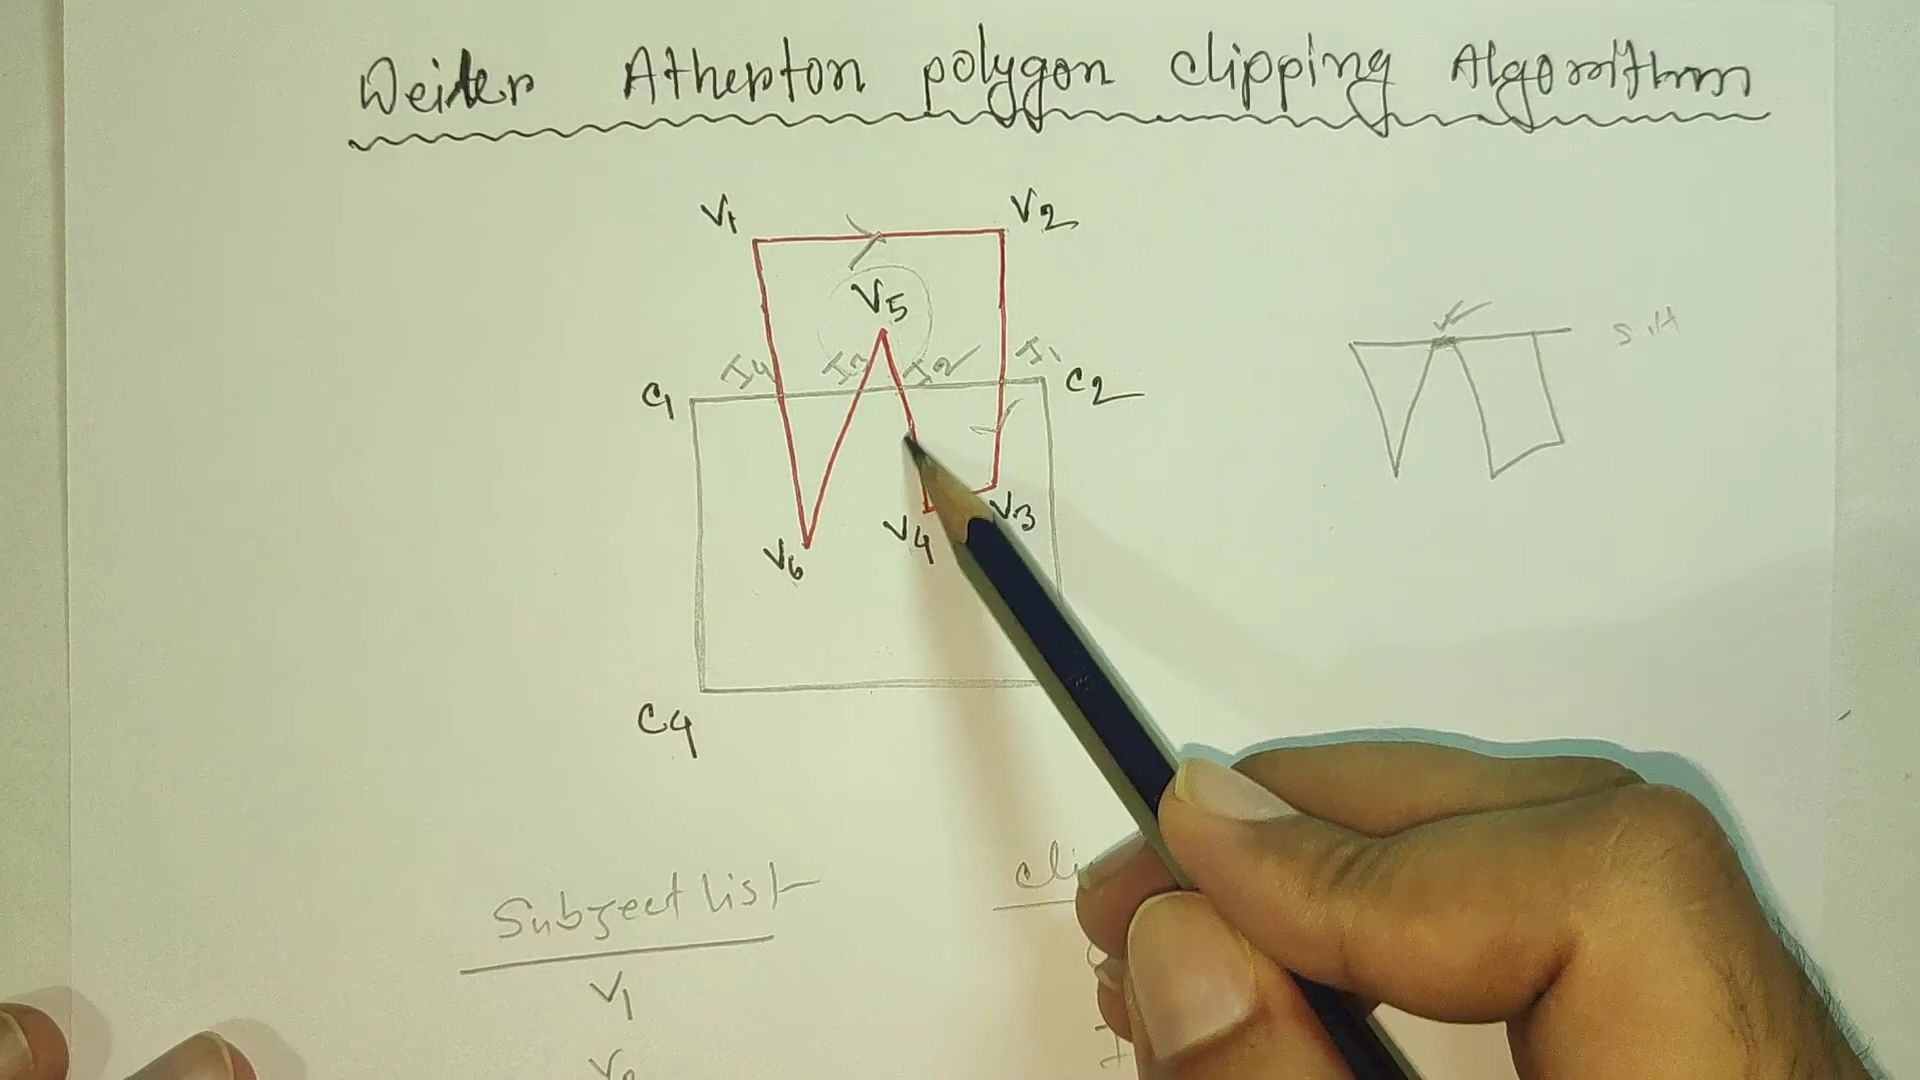 Weiler Atherton polygon clipping Algorithm
V1 V2
V5
I4 I3 I2 I1
C1 C2
S.H
V3
V4
V6
C4
Subject List cli
V1